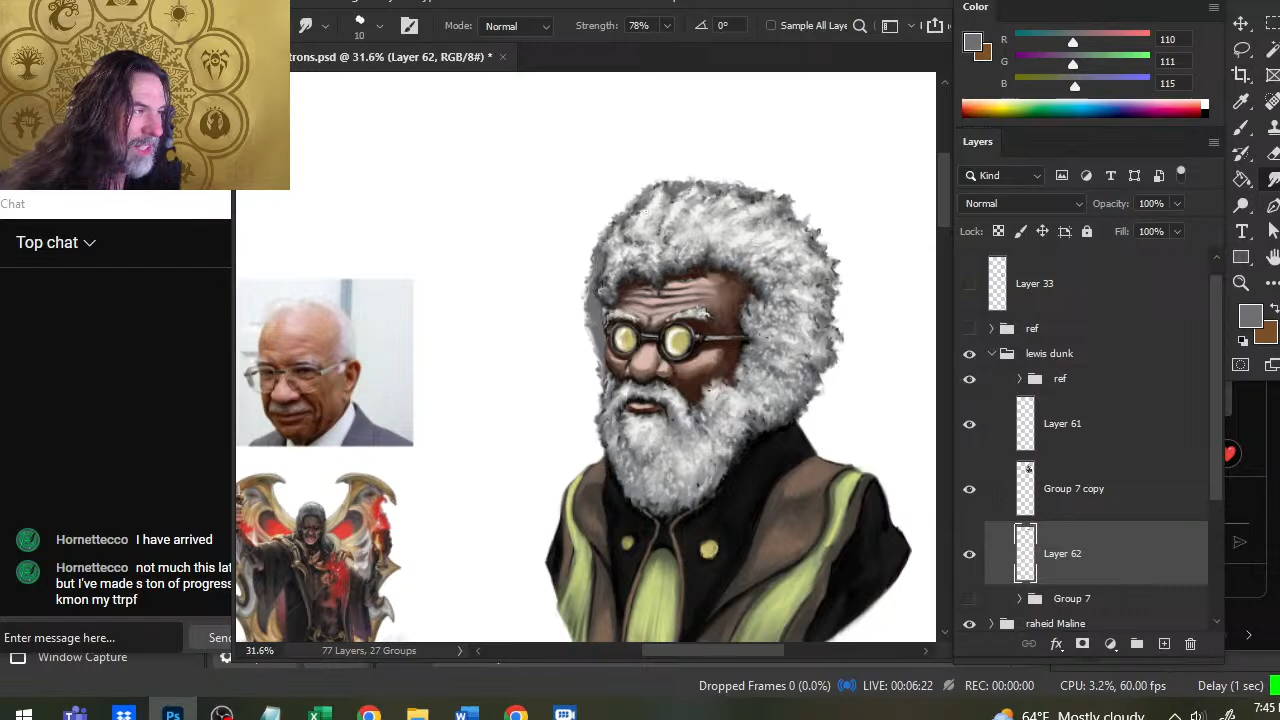 10
Mode: Normal
Strength: 78%
0°
Sample All Laye
trons.psd @ 31.6% (Layer 62, RGB/8#) *
Color
R 110
G 111
B 115
Layers
Kind
Normal
Opacity: 100%
Lock:
Fill: 100%
Layer 33
ref
lewis dunk
ref
Layer 61
Group 7 copy
Layer 62
Group 7
raheid Maline
Chat
Top chat
Hornettecco I have arrived
Hornettecco not much this lat
but I've made s ton of progress
kmon my ttrpf
Enter message here...
Send
Window Capture
31.6%
77 Layers, 27 Groups
Dropped Frames 0 (0.0%)
LIVE: 00:06:22
REC: 00:00:00
CPU: 3.2%, 60.00 fps
Delay (1 sec)
64°F Mostly cloudy
7:45